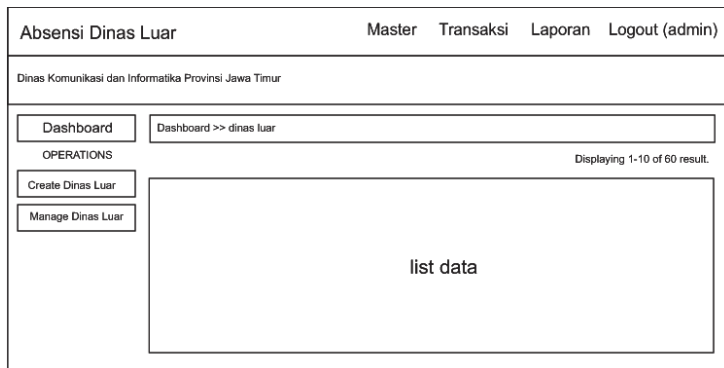 Absensi Dinas Luar Master Transaksi Laporan Logout (admin)
Dinas Komunikasi dan Informatika Provinsi Jawa Timur
Dashboard Dashboard >> dinas luar
OPERATIONS Displaying 1-10 of 60 result.
Create Dinas Luar
Manage Dinas Luar
list data